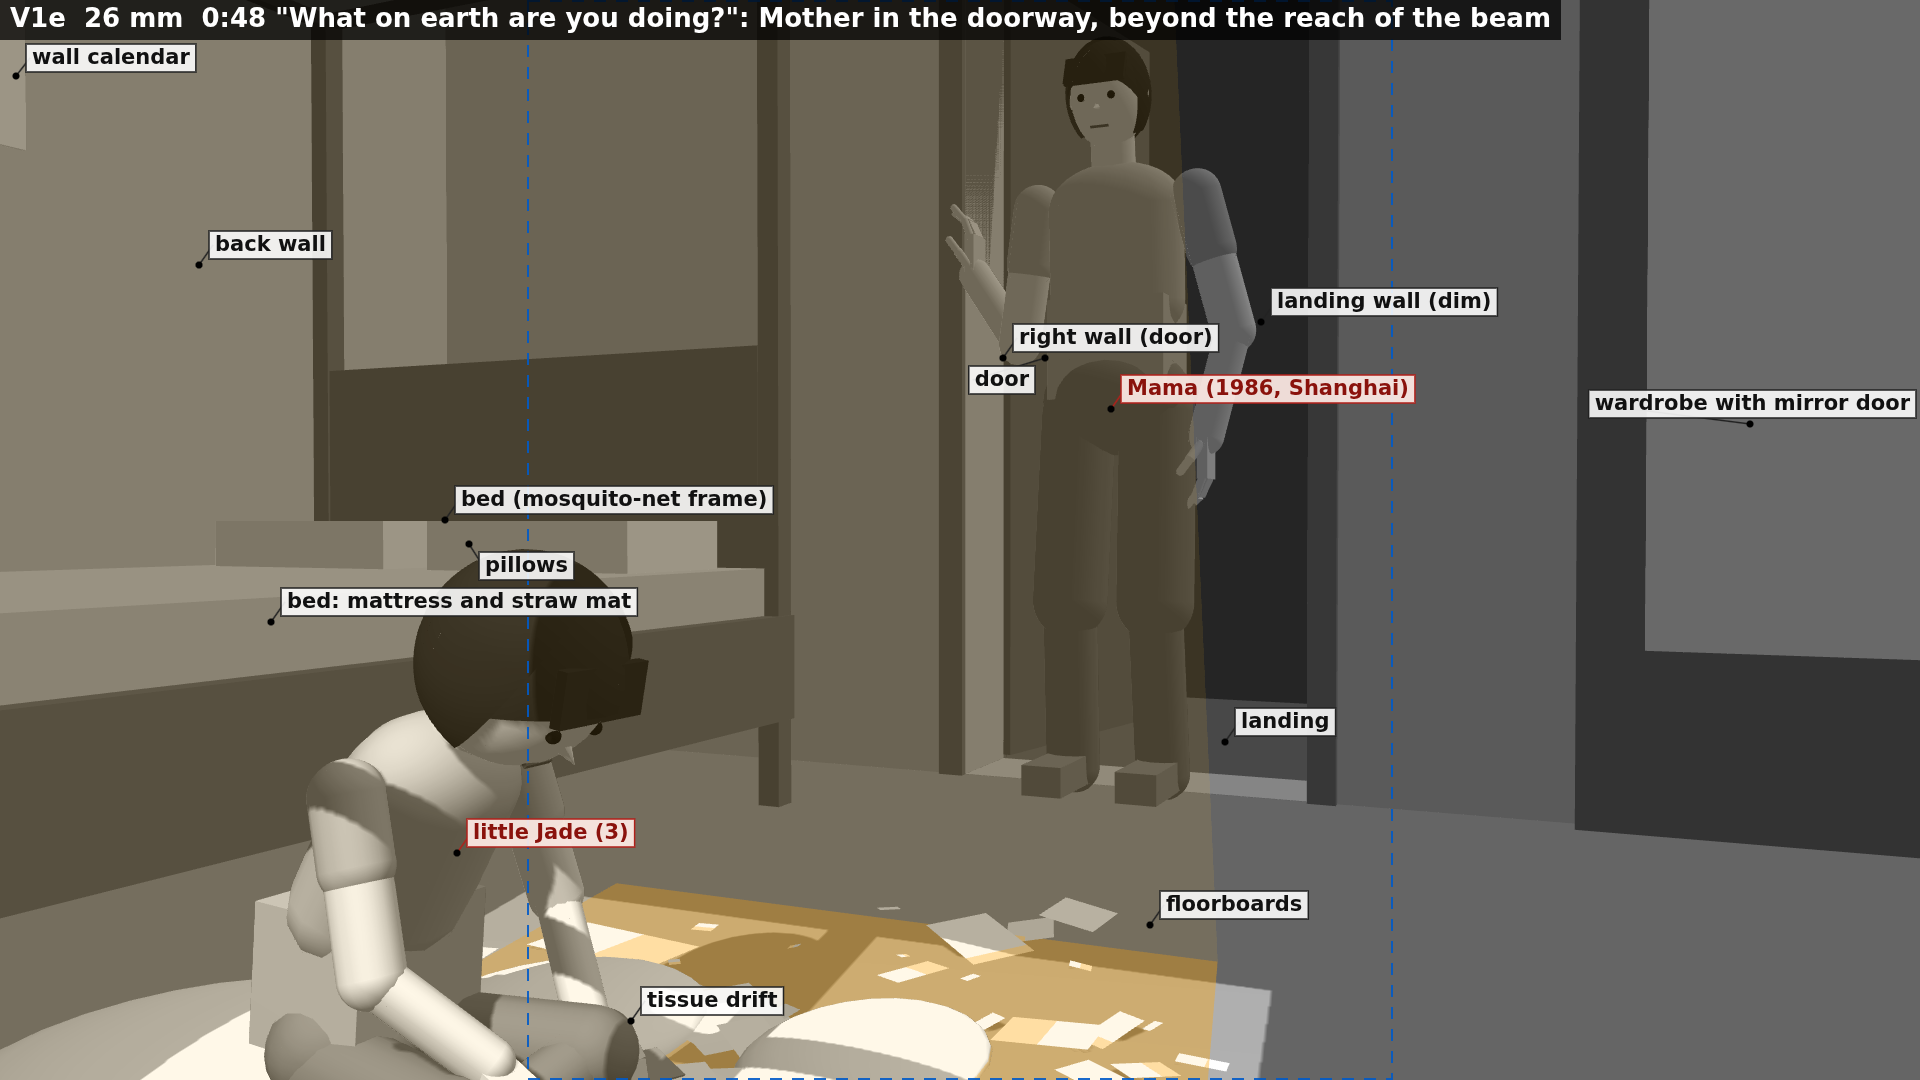 V1e 26 mm 0:48 "What on earth are you doing?": Mother in the doorway, beyond the reach of the beam
wall calendar
back wall
landing wall (dim)
right wall (door)
door
Mama (1986, Shanghai)
wardrobe with mirror door
bed (mosquito-net frame)
pillows
bed: mattress and straw mat
landing
little Jade (3)
floorboards
tissue drift